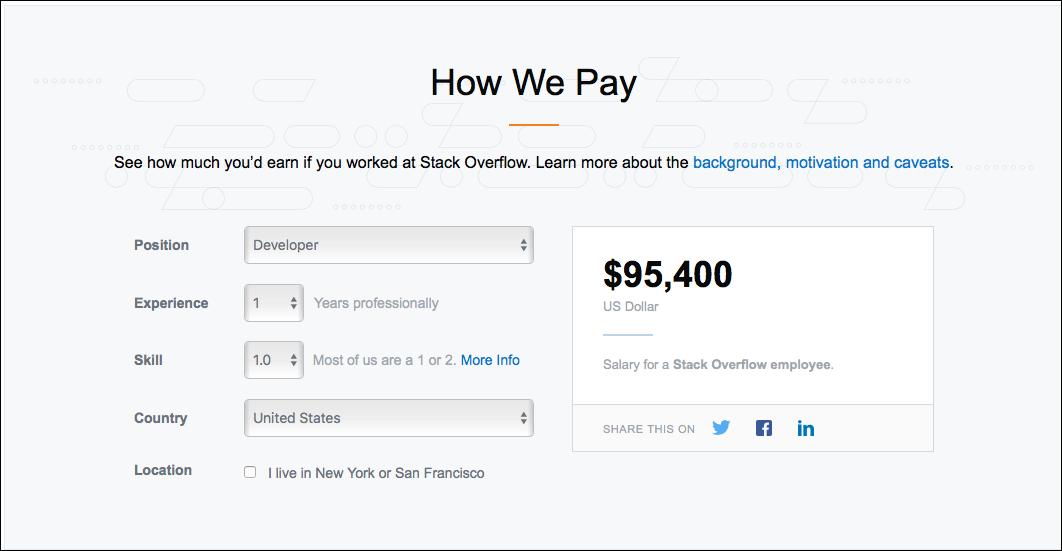 How We Pay
See how much you’d earn if you worked at Stack Overflow. Learn more about the background, motivation and caveats.
Position Developer
Experience 1 Years professionally
Skill 1.0 Most of us are a 1 or 2. More Info
Country United States
Location I live in New York or San Francisco
$95,400
US Dollar
Salary for a Stack Overflow employee.
SHARE THIS ON